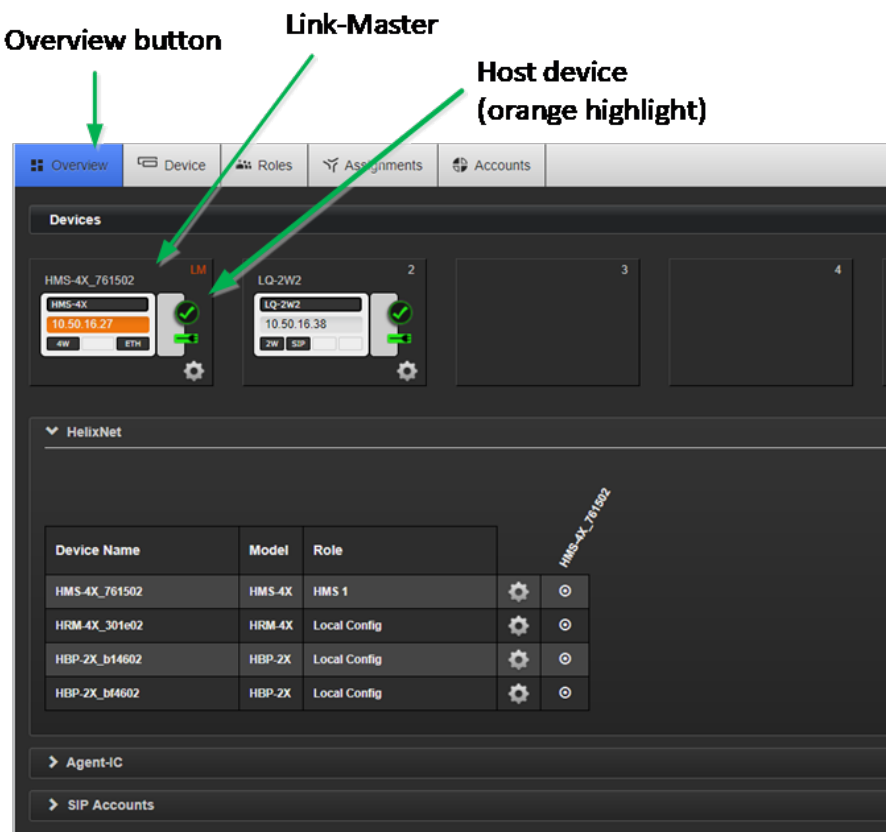 Overview button
Link-Master
Host device
(orange highlight)
Overview Device Roles Assignments Accounts
Devices
LM 2 3 4
HMS-4X_761502 LQ-2W2
HMS-4X LQ-2W2
10.50.16.27 10.50.16.38
4W ETH 2W SIP
HelixNet
HMS-4X_761502
Device Name Model Role
HMS-4X_761502 HMS-4X HMS 1
HRM-4X_301e02 HRM-4X Local Config
HBP-2X_b14602 HBP-2X Local Config
HBP-2X_bf4602 HBP-2X Local Config
Agent-IC
SIP Accounts